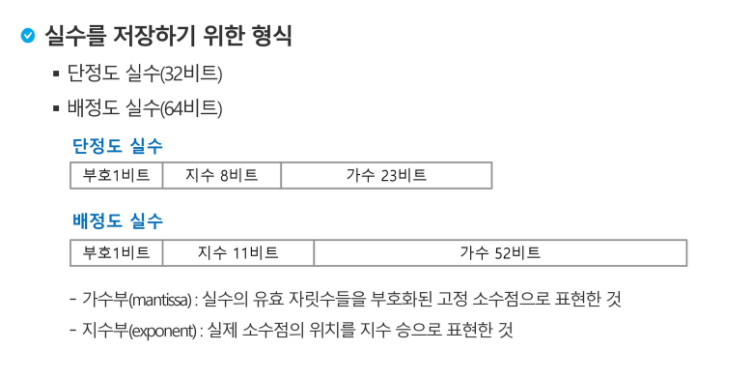 실수를 저장하기 위한 형식
▪ 단정도 실수(32비트)
▪ 배정도 실수(64비트)
단정도 실수
부호1비트 지수 8비트 가수 23비트
배정도 실수
부호1비트 지수 11비트 가수 52비트
- 가수부(mantissa) : 실수의 유효 자릿수들을 부호화된 고정 소수점으로 표현한 것
- 지수부(exponent) : 실제 소수점의 위치를 지수 승으로 표현한 것